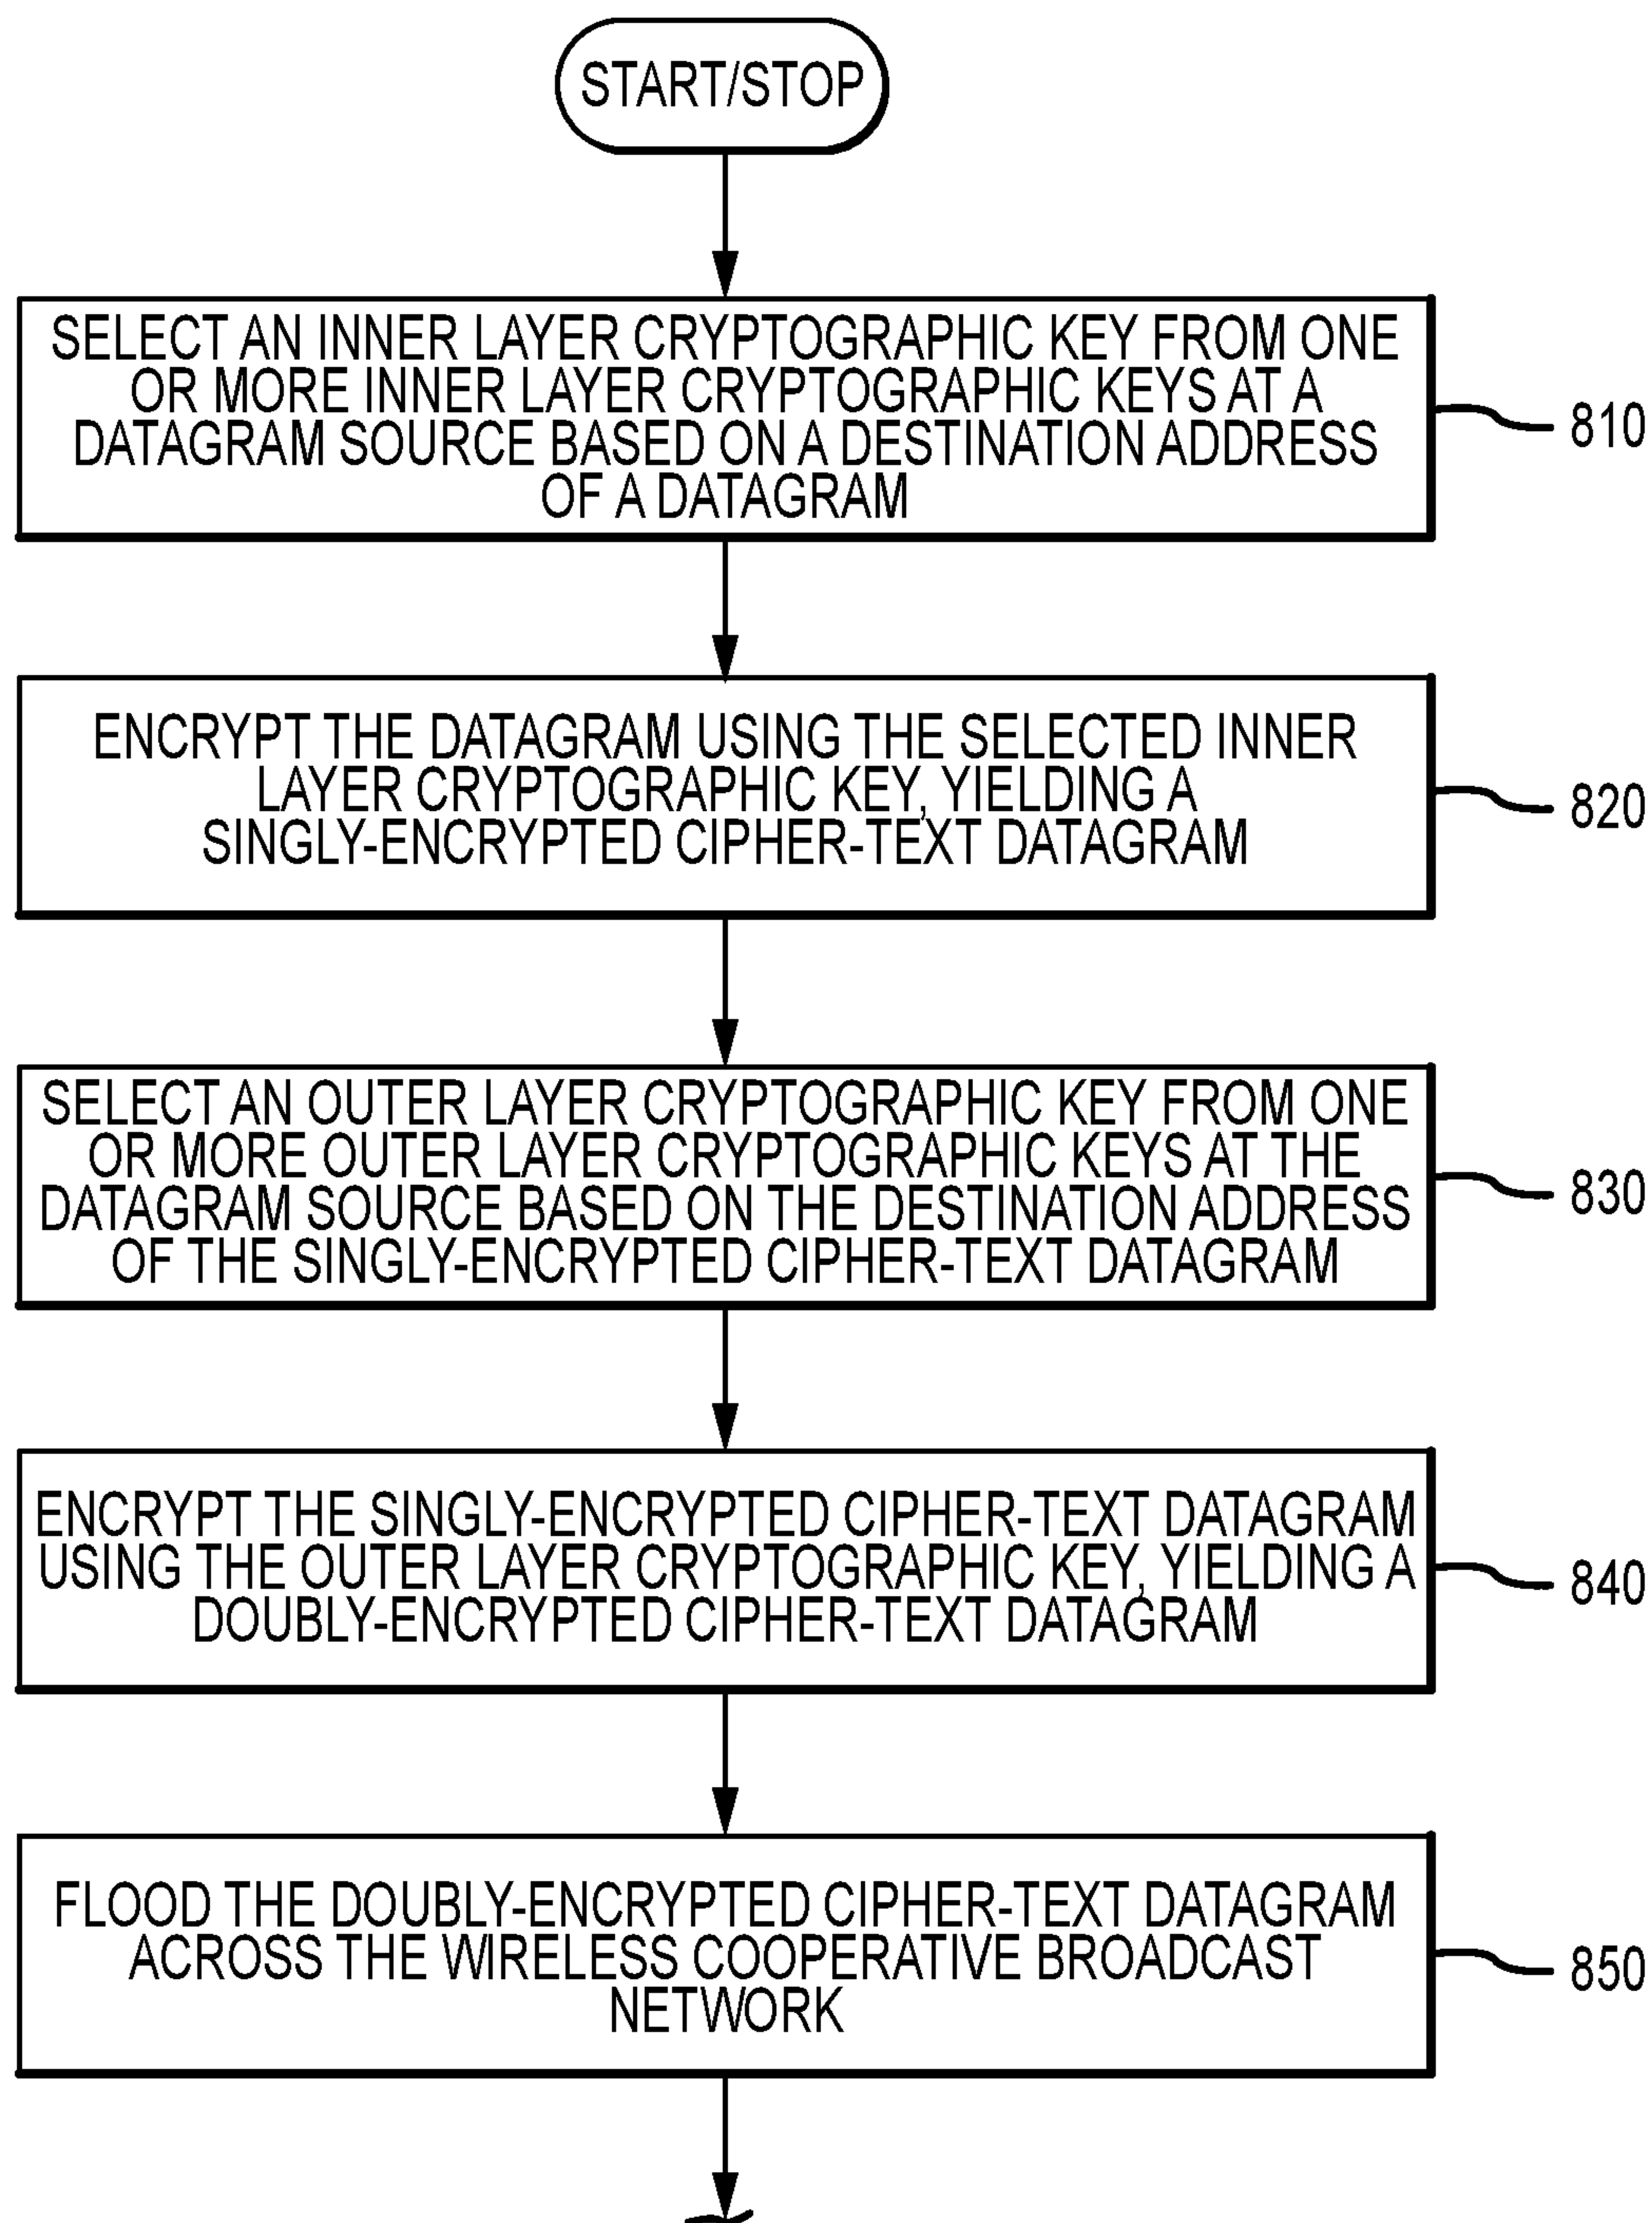 START/STOP
SELECT AN INNER LAYER CRYPTOGRAPHIC KEY FROM ONE
OR MORE INNER LAYER CRYPTOGRAPHIC KEYS AT A
DATAGRAM SOURCE BASED ON A DESTINATION ADDRESS
OF A DATAGRAM
810
ENCRYPT THE DATAGRAM USING THE SELECTED INNER
LAYER CRYPTOGRAPHIC KEY, YIELDING A
SINGLY-ENCRYPTED CIPHER-TEXT DATAGRAM
820
SELECT AN OUTER LAYER CRYPTOGRAPHIC KEY FROM ONE
OR MORE OUTER LAYER CRYPTOGRAPHIC KEYS AT THE
DATAGRAM SOURCE BASED ON THE DESTINATION ADDRESS
OF THE SINGLY-ENCRYPTED CIPHER-TEXT DATAGRAM
830
ENCRYPT THE SINGLY-ENCRYPTED CIPHER-TEXT DATAGRAM
USING THE OUTER LAYER CRYPTOGRAPHIC KEY, YIELDING A
DOUBLY-ENCRYPTED CIPHER-TEXT DATAGRAM
840
FLOOD THE DOUBLY-ENCRYPTED CIPHER-TEXT DATAGRAM
ACROSS THE WIRELESS COOPERATIVE BROADCAST
NETWORK
850